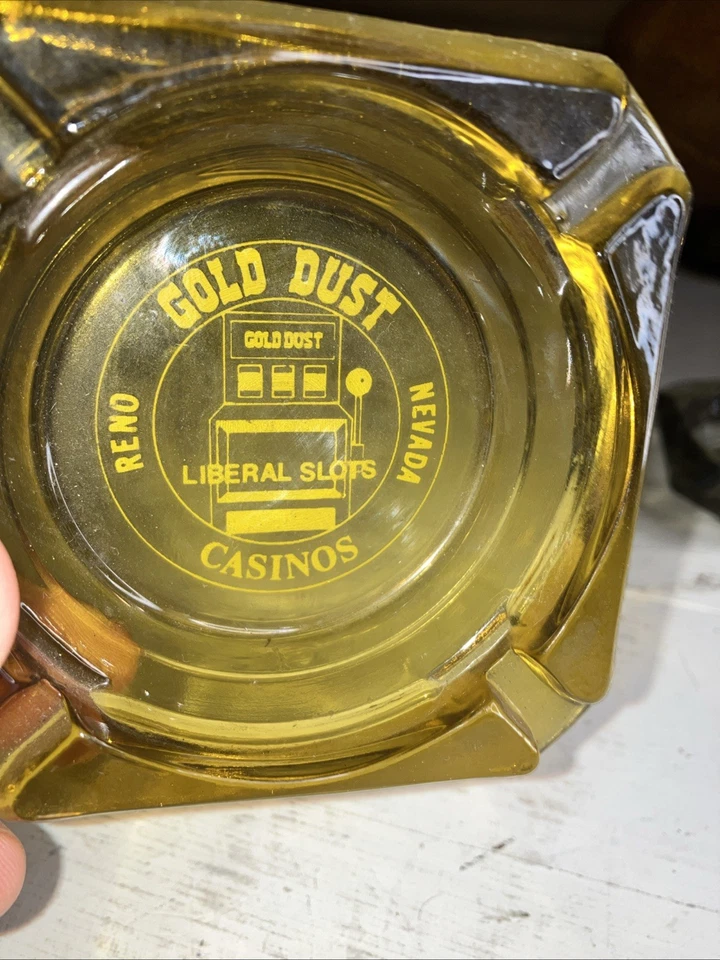 GOLD DUST
GOLD DUST
RENO
NEVADA
LIBERAL SLOTS
CASINOS